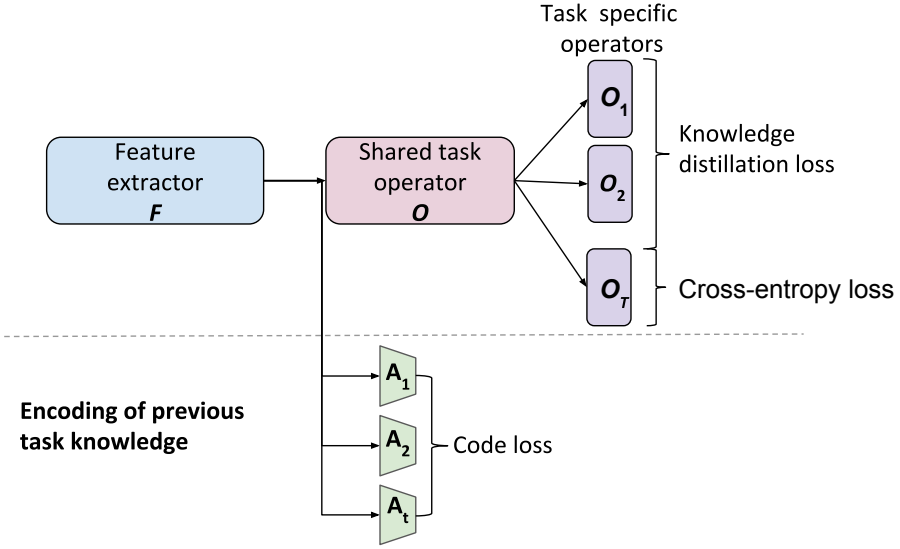 Task specific
operators
Feature
extractor
F
Shared task
operator
O
O1
O2
OT
Knowledge
distillation loss
Cross-entropy loss
Encoding of previous
task knowledge
A1
A2
At
Code loss